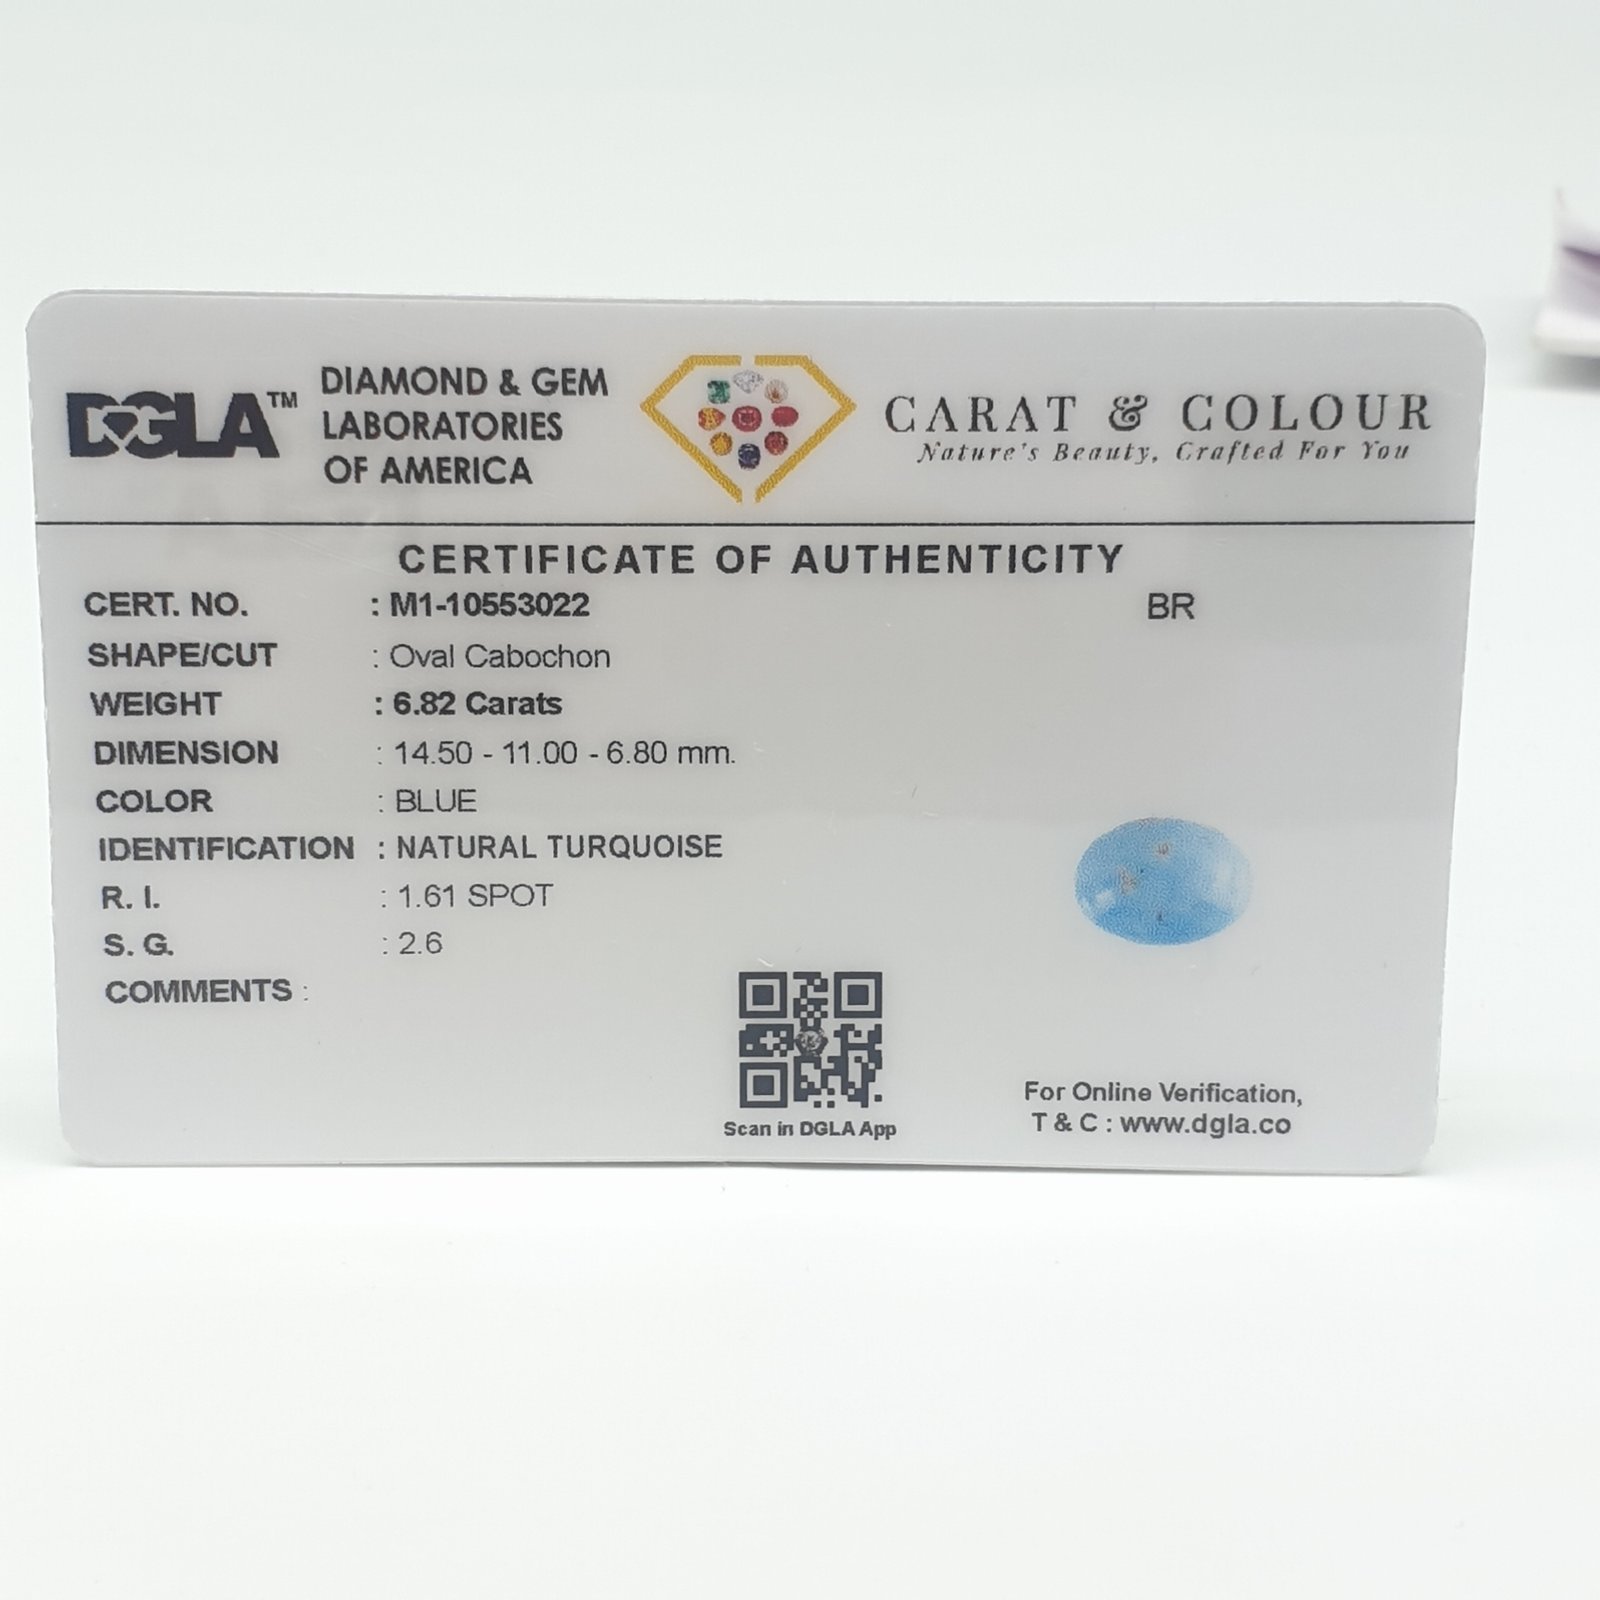 DGLA™
DIAMOND & GEM
LABORATORIES
OF AMERICA
CARAT & COLOUR
Nature's Beauty, Crafted For You
CERTIFICATE OF AUTHENTICITY
CERT. NO. : M1-10553022
BR
SHAPE/CUT : Oval Cabochon
WEIGHT : 6.82 Carats
DIMENSION : 14.50 - 11.00 - 6.80 mm.
COLOR : BLUE
IDENTIFICATION : NATURAL TURQUOISE
R. I. : 1.61 SPOT
S. G. : 2.6
COMMENTS :
Scan in DGLA App
For Online Verification,
T & C : www.dgla.co